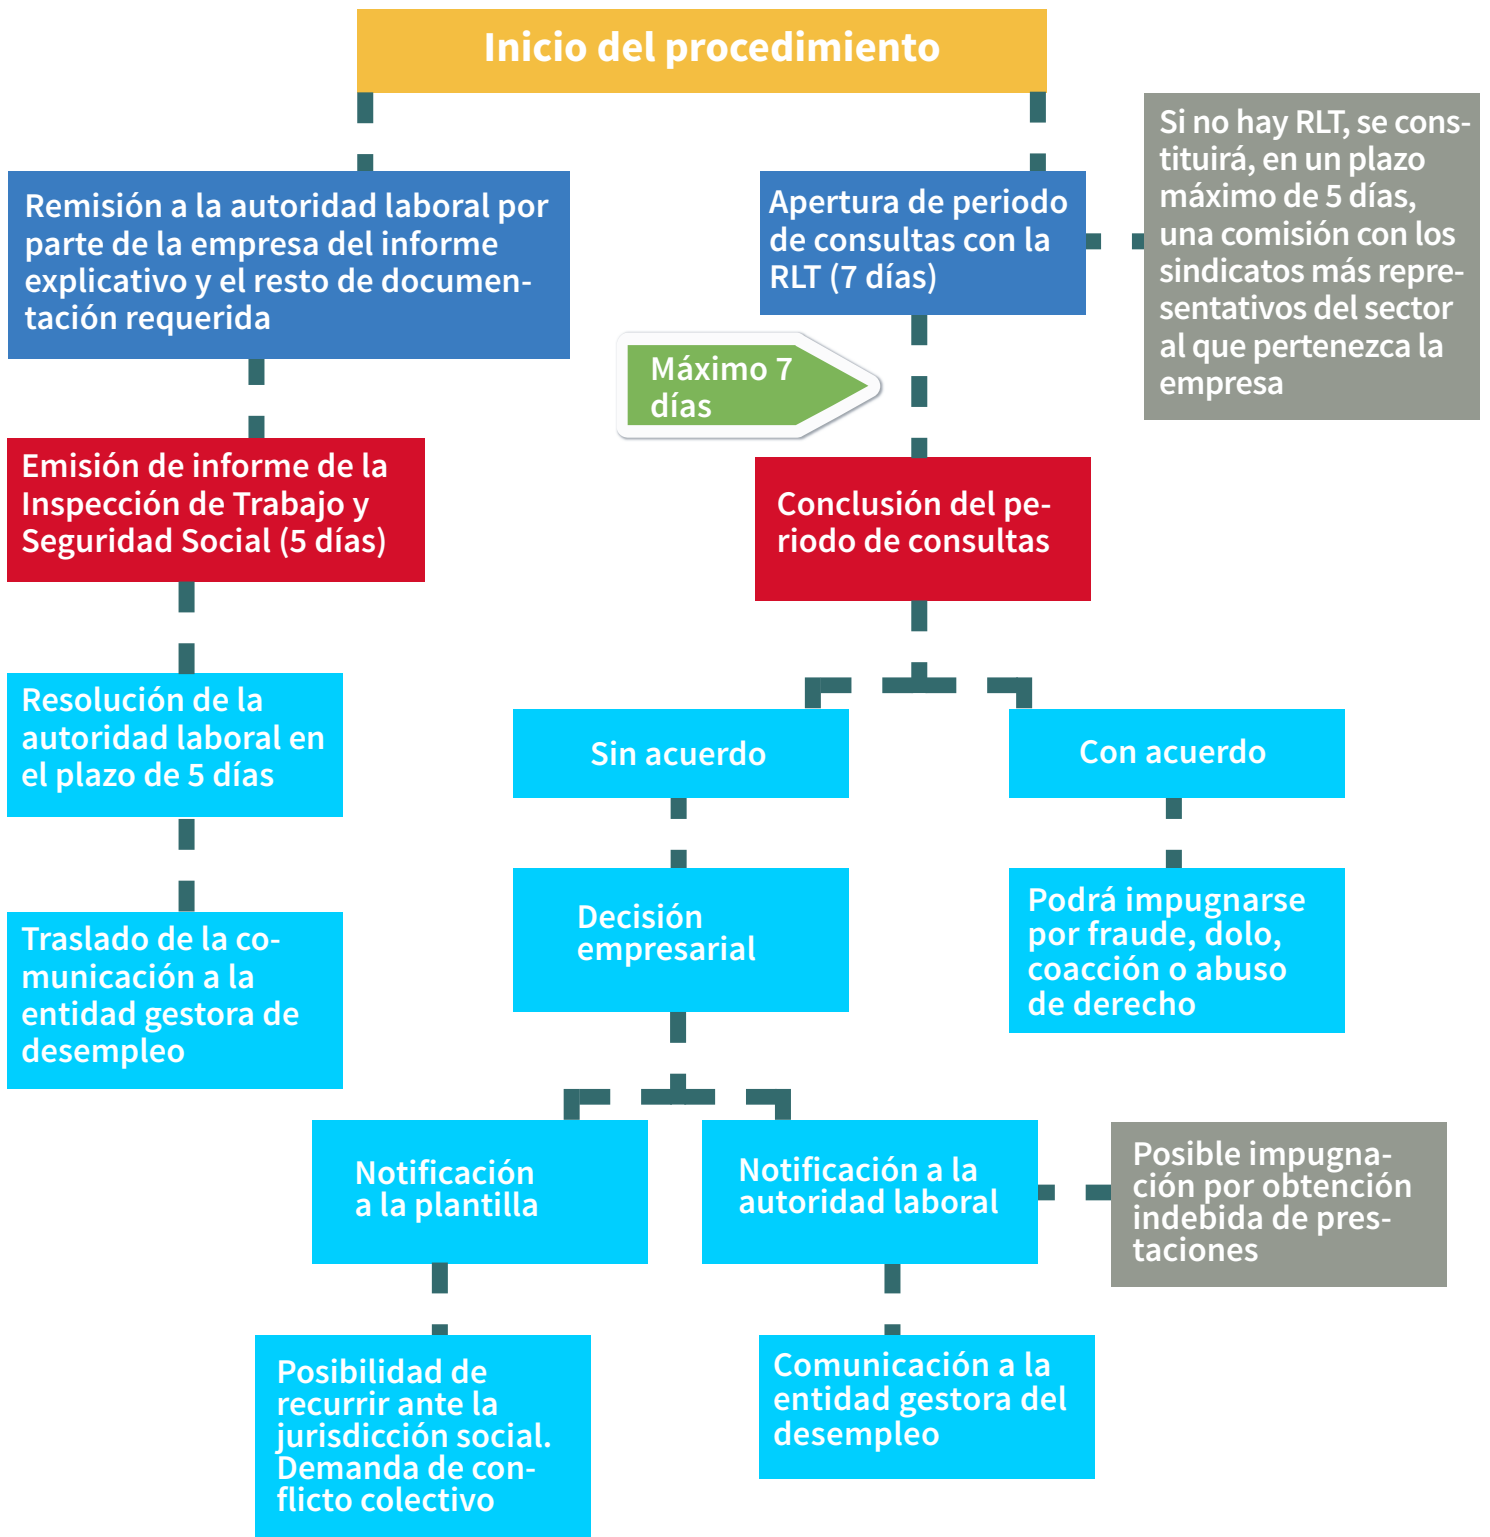 Inicio del procedimiento
Si no hay RLT, se cons-
tituirá, en un plazo
máximo de 5 días,
una comisión con los
sindicatos más repre-
sentativos del sector
al que pertenezca la
empresa
Remisión a la autoridad laboral por
parte de la empresa del informe
explicativo y el resto de documen-
tación requerida
Apertura de periodo
de consultas con la
RLT (7 días)
Máximo 7
días
Emisión de informe de la
Inspección de Trabajo y
Seguridad Social (5 días)
Conclusión del pe-
riodo de consultas
Resolución de la
autoridad laboral en
el plazo de 5 días
Sin acuerdo
Con acuerdo
Traslado de la co-
municación a la
entidad gestora de
desempleo
Decisión
empresarial
Podrá impugnarse
por fraude, dolo,
coacción o abuso
de derecho
Notificación
a la plantilla
Notificación a la
autoridad laboral
Posible impugna-
ción por obtención
indebida de pres-
taciones
Posibilidad de
recurrir ante la
jurisdicción social.
Demanda de con-
flicto colectivo
Comunicación a la
entidad gestora del
desempleo